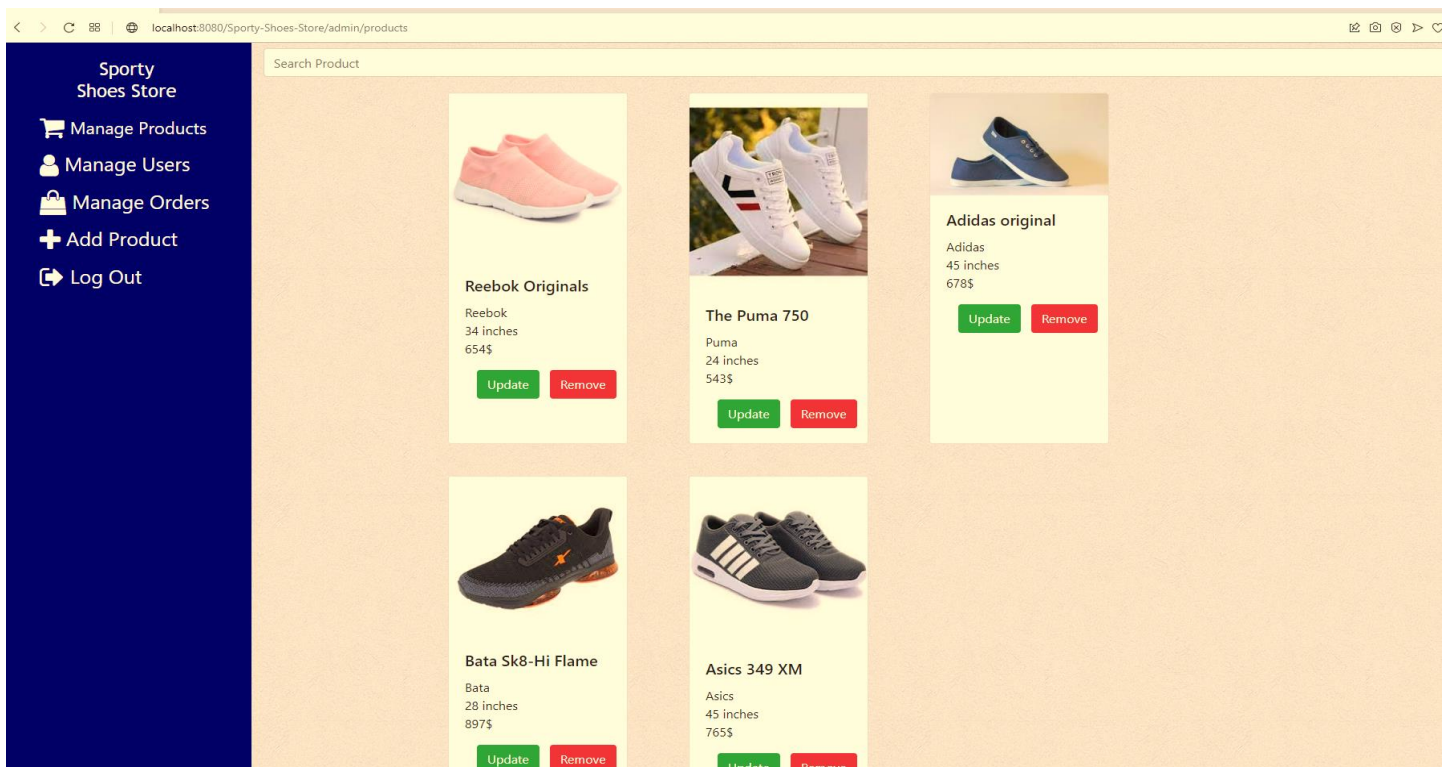 localhost:8080/Sporty-Shoes-Store/admin/products
Sporty
Shoes Store
Manage Products
Manage Users
Manage Orders
Add Product
Log Out
Search Product
Reebok Originals
Reebok
34 inches
654$
Update Remove
The Puma 750
Puma
24 inches
543$
Update Remove
Adidas original
Adidas
45 inches
678$
Update Remove
Bata Sk8-Hi Flame
Bata
28 inches
897$
Update Remove
Asics 349 XM
Asics
45 inches
765$
Update Remove